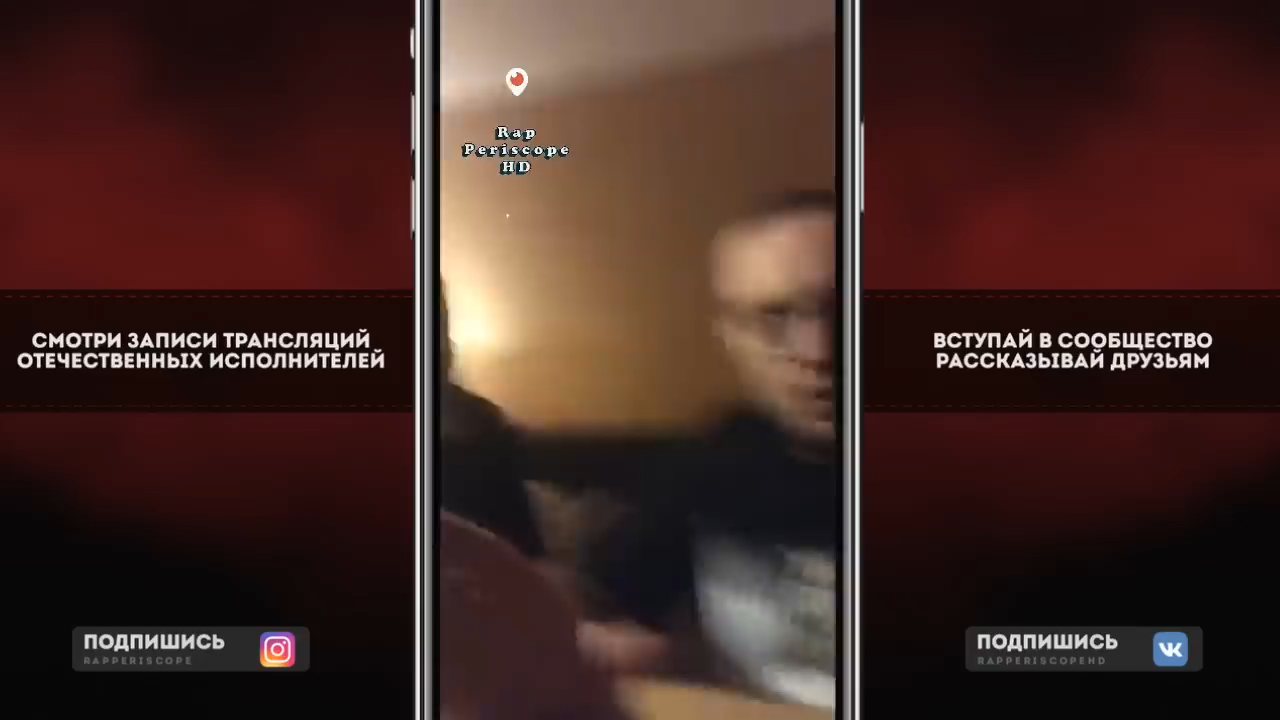 Rap
Periscope
HD
СМОТРИ ЗАПИСИ ТРАНСЛЯЦИЙ
ОТЕЧЕСТВЕННЫХ ИСПОЛНИТЕЛЕЙ
ВСТУПАЙ В СООБЩЕСТВО
РАССКАЗЫВАЙ ДРУЗЬЯМ
ПОДПИШИСЬ
RAPPERISCOPE
ПОДПИШИСЬ
RAPPERISCOPEHD